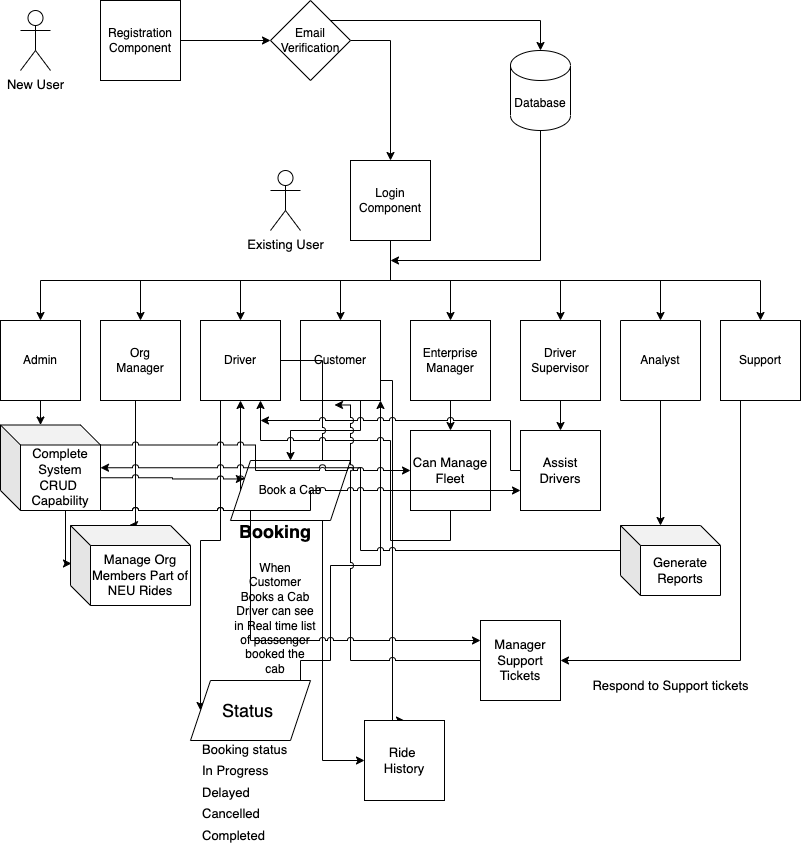 New User
Registration
Component
Email
Verification
Database
Existing User
Login
Component
Admin
Org
Manager
Driver
Customer
Enterprise
Manager
Driver
Supervisor
Analyst
Support
Complete
System
CRUD
Capability
Book a Cab
Can Manage
Fleet
Assist
Drivers
Booking
Manage Org
Members Part of
NEU Rides
Generate
Reports
When
Customer
Books a Cab
Driver can see
in Real time list
of passenger
booked the
cab
Manager
Support
Tickets
Respond to Support tickets
Status
Booking status
In Progress
Delayed
Cancelled
Completed
Ride
History